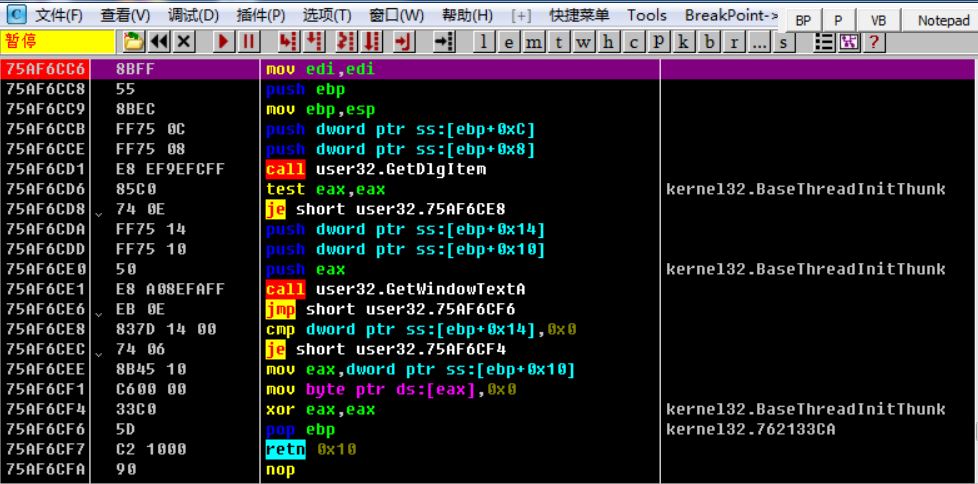 C 文件(F) 查看(V) 调试(D) 插件(P) 选项(T) 窗口(W) 帮助(H) [+] 快捷菜单 Tools BreakPoint-> BP P VB Notepad
暂停 l e m t w h c P k b r ... s ?
75AF6CC6 8BFF mov edi,edi
75AF6CC8 55 push ebp
75AF6CC9 8BEC mov ebp,esp
75AF6CCB FF75 0C push dword ptr ss:[ebp+0xC]
75AF6CCE FF75 08 push dword ptr ss:[ebp+0x8]
75AF6CD1 E8 EF9EFCFF call user32.GetDlgItem
75AF6CD6 85C0 test eax,eax kernel32.BaseThreadInitThunk
75AF6CD8 74 0E je short user32.75AF6CE8
75AF6CDA FF75 14 push dword ptr ss:[ebp+0x14]
75AF6CDD FF75 10 push dword ptr ss:[ebp+0x10]
75AF6CE0 50 push eax kernel32.BaseThreadInitThunk
75AF6CE1 E8 A08EFAFF call user32.GetWindowTextA
75AF6CE6 EB 0E jmp short user32.75AF6CF6
75AF6CE8 837D 14 00 cmp dword ptr ss:[ebp+0x14],0x0
75AF6CEC 74 06 je short user32.75AF6CF4
75AF6CEE 8B45 10 mov eax,dword ptr ss:[ebp+0x10]
75AF6CF1 C600 00 mov byte ptr ds:[eax],0x0
75AF6CF4 33C0 xor eax,eax kernel32.BaseThreadInitThunk
75AF6CF6 5D pop ebp kernel32.762133CA
75AF6CF7 C2 1000 retn 0x10
75AF6CFA 90 nop